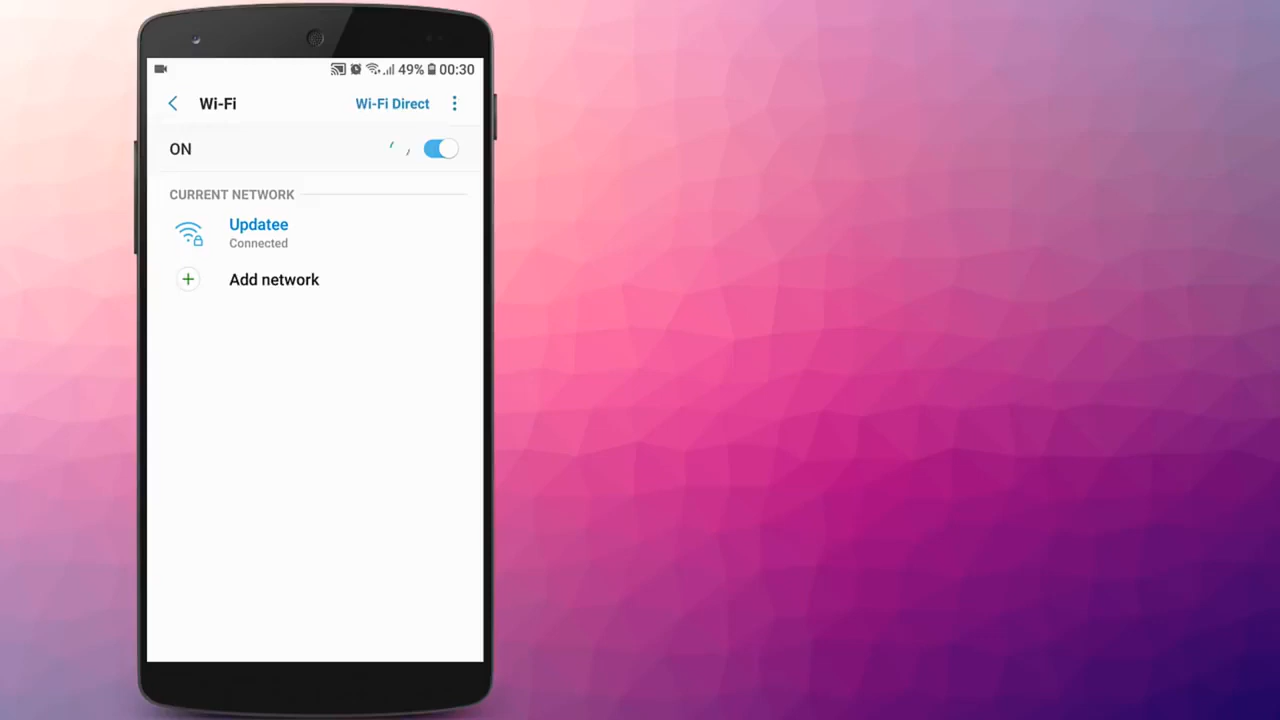 49% 00:30
Wi-Fi Wi-Fi Direct
ON
CURRENT NETWORK
Updatee
Connected
Add network